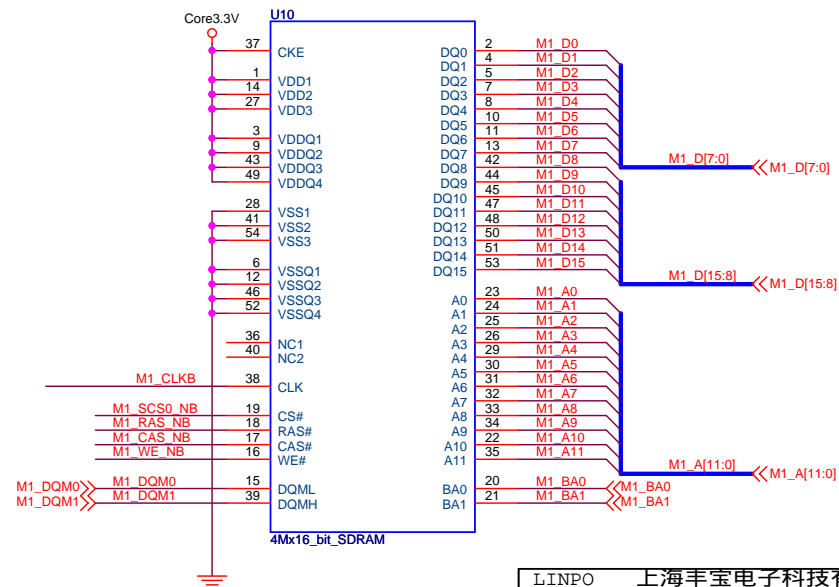 Core3.3V
U10
37 CKE
1 VDD1
14 VDD2
27 VDD3
3 VDDQ1
9 VDDQ2
43 VDDQ3
49 VDDQ4
28 VSS1
41 VSS2
54 VSS3
6 VSSQ1
12 VSSQ2
46 VSSQ3
52 VSSQ4
36 NC1
40 NC2
M1_CLKB 38 CLK
M1_SCS0_NB 19 CS#
M1_RAS_NB 18 RAS#
M1_CAS_NB 17 CAS#
M1_WE_NB 16 WE#
M1_DQM0 M1_DQM0 15 DQML
M1_DQM1 M1_DQM1 39 DQMH
DQ0 2 M1_D0
DQ1 4 M1_D1
DQ2 5 M1_D2
DQ3 7 M1_D3
DQ4 8 M1_D4
DQ5 10 M1_D5
DQ6 11 M1_D6
DQ7 13 M1_D7
DQ8 42 M1_D8
DQ9 44 M1_D9
DQ10 45 M1_D10
DQ11 47 M1_D11
DQ12 48 M1_D12
DQ13 50 M1_D13
DQ14 51 M1_D14
DQ15 53 M1_D15
M1_D[7:0] M1_D[7:0]
M1_D[15:8] M1_D[15:8]
A0 23 M1_A0
A1 24 M1_A1
A2 25 M1_A2
A3 26 M1_A3
A4 29 M1_A4
A5 30 M1_A5
A6 31 M1_A6
A7 32 M1_A7
A8 33 M1_A8
A9 34 M1_A9
A10 22 M1_A10
A11 35 M1_A11
M1_A[11:0] M1_A[11:0]
BA0 20 M1_BA0 M1_BA0
BA1 21 M1_BA1 M1_BA1
4Mx16_bit_SDRAM
LINPO 上海丰宝电子科技有